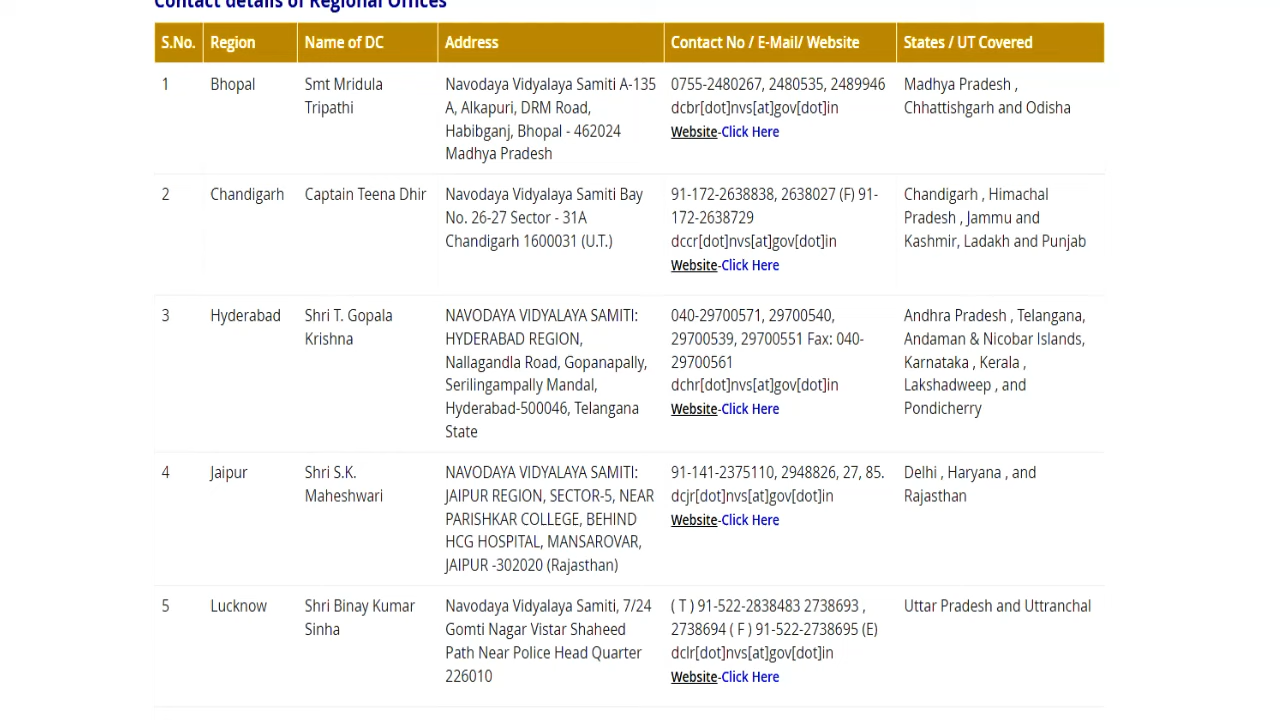 Contact details of Regional Offices
S.No. Region Name of DC Address Contact No / E-Mail/ Website States / UT Covered
1 Bhopal Smt Mridula Navodaya Vidyalaya Samiti A-135 0755-2480267, 2480535, 2489946 Madhya Pradesh ,
Tripathi A, Alkapuri, DRM Road, dcbr[dot]nvs[at]gov[dot]in Chhattishgarh and Odisha
Habibganj, Bhopal - 462024 Website-Click Here
Madhya Pradesh
2 Chandigarh Captain Teena Dhir Navodaya Vidyalaya Samiti Bay 91-172-2638838, 2638027 (F) 91- Chandigarh , Himachal
No. 26-27 Sector - 31A 172-2638729 Pradesh , Jammu and
Chandigarh 1600031 (U.T.) dccr[dot]nvs[at]gov[dot]in Kashmir, Ladakh and Punjab
Website-Click Here
3 Hyderabad Shri T. Gopala NAVODAYA VIDYALAYA SAMITI: 040-29700571, 29700540, Andhra Pradesh , Telangana,
Krishna HYDERABAD REGION, 29700539, 29700551 Fax: 040- Andaman & Nicobar Islands,
Nallagandla Road, Gopanapally, 29700561 Karnataka , Kerala ,
Serilingampally Mandal, dchr[dot]nvs[at]gov[dot]in Lakshadweep , and
Hyderabad-500046, Telangana Website-Click Here Pondicherry
State
4 Jaipur Shri S.K. NAVODAYA VIDYALAYA SAMITI: 91-141-2375110, 2948826, 27, 85. Delhi , Haryana , and
Maheshwari JAIPUR REGION, SECTOR-5, NEAR dcjr[dot]nvs[at]gov[dot]in Rajasthan
PARISHKAR COLLEGE, BEHIND Website-Click Here
HCG HOSPITAL, MANSAROVAR,
JAIPUR -302020 (Rajasthan)
5 Lucknow Shri Binay Kumar Navodaya Vidyalaya Samiti, 7/24 ( T ) 91-522-2838483 2738693 , Uttar Pradesh and Uttranchal
Sinha Gomti Nagar Vistar Shaheed 2738694 ( F ) 91-522-2738695 (E)
Path Near Police Head Quarter dclr[dot]nvs[at]gov[dot]in
226010 Website-Click Here